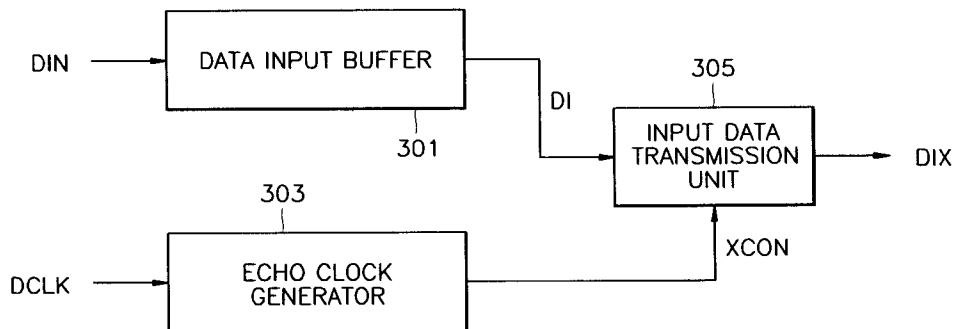 DIN
DATA INPUT BUFFER
301
DI
305
INPUT DATA
TRANSMISSION
UNIT
DIX
303
DCLK
ECHO CLOCK
GENERATOR
XCON